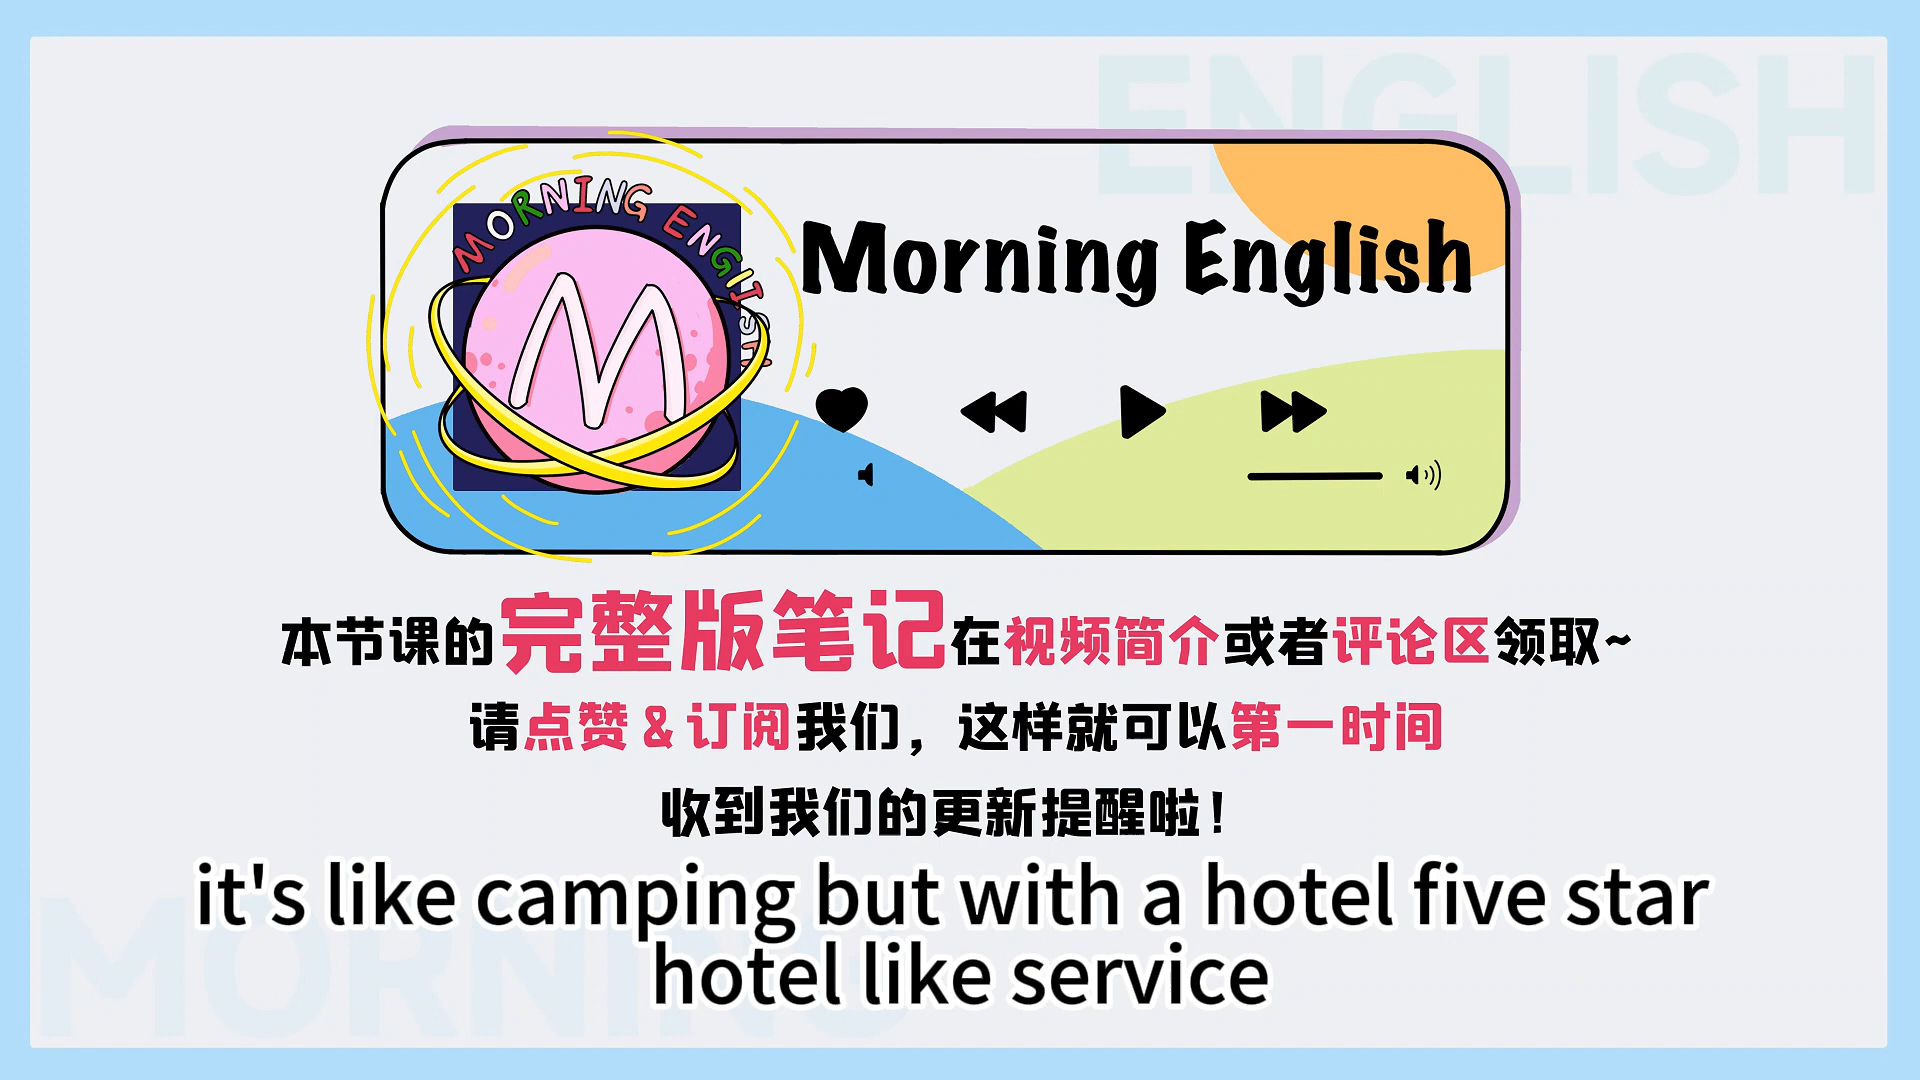 ENGLISH
MORNING ENGLISH
M
Morning English
本节课的完整版笔记在视频简介或者评论区领取~
请点赞&订阅我们，这样就可以第一时间
收到我们的更新提醒啦！
it's like camping but with a hotel five star
hotel like service
MORNING